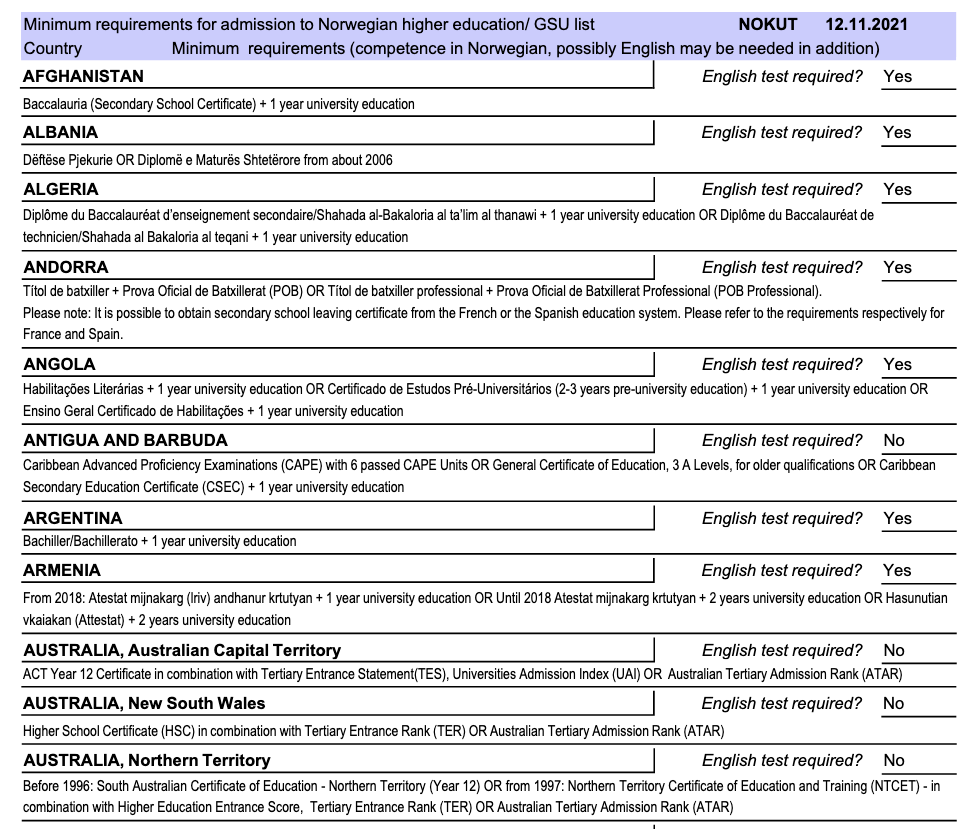 Minimum requirements for admission to Norwegian higher education/ GSU list NOKUT 12.11.2021
Country Minimum requirements (competence in Norwegian, possibly English may be needed in addition)
AFGHANISTAN English test required? Yes
Baccalauria (Secondary School Certificate) + 1 year university education
ALBANIA English test required? Yes
Dëftëse Pjekurie OR Diplomë e Maturës Shtetërore from about 2006
ALGERIA English test required? Yes
Diplôme du Baccalauréat d'enseignement secondaire/Shahada al-Bakaloria al ta'lim al thanawi + 1 year university education OR Diplôme du Baccalauréat de
technicien/Shahada al Bakaloria al teqani + 1 year university education
ANDORRA English test required? Yes
Títol de batxiller + Prova Oficial de Batxillerat (POB) OR Títol de batxiller professional + Prova Oficial de Batxillerat Professional (POB Professional).
Please note: It is possible to obtain secondary school leaving certificate from the French or the Spanish education system. Please refer to the requirements respectively for
France and Spain.
ANGOLA English test required? Yes
Habilitações Literárias + 1 year university education OR Certificado de Estudos Pré-Universitários (2-3 years pre-university education) + 1 year university education OR
Ensino Geral Certificado de Habilitações + 1 year university education
ANTIGUA AND BARBUDA English test required? No
Caribbean Advanced Proficiency Examinations (CAPE) with 6 passed CAPE Units OR General Certificate of Education, 3 A Levels, for older qualifications OR Caribbean
Secondary Education Certificate (CSEC) + 1 year university education
ARGENTINA English test required? Yes
Bachiller/Bachillerato + 1 year university education
ARMENIA English test required? Yes
From 2018: Atestat mijnakarg (lriv) andhanur krtutyan + 1 year university education OR Until 2018 Atestat mijnakarg krtutyan + 2 years university education OR Hasunutian
vkaiakan (Attestat) + 2 years university education
AUSTRALIA, Australian Capital Territory English test required? No
ACT Year 12 Certificate in combination with Tertiary Entrance Statement(TES), Universities Admission Index (UAI) OR Australian Tertiary Admission Rank (ATAR)
AUSTRALIA, New South Wales English test required? No
Higher School Certificate (HSC) in combination with Tertiary Entrance Rank (TER) OR Australian Tertiary Admission Rank (ATAR)
AUSTRALIA, Northern Territory English test required? No
Before 1996: South Australian Certificate of Education - Northern Territory (Year 12) OR from 1997: Northern Territory Certificate of Education and Training (NTCET) - in
combination with Higher Education Entrance Score, Tertiary Entrance Rank (TER) OR Australian Tertiary Admission Rank (ATAR)